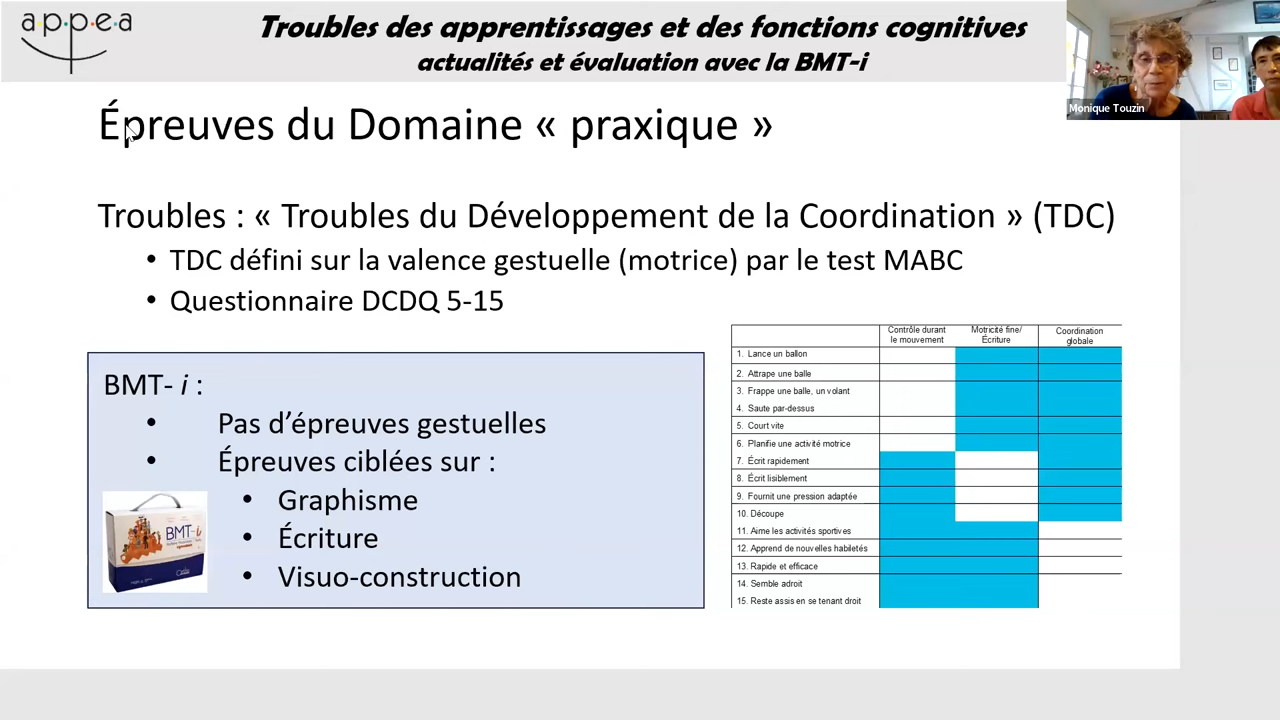 appea
Troubles des apprentissages et des fonctions cognitives
actualités et évaluation avec la BMT-i
Monique Touzin
Épreuves du Domaine « praxique »
Troubles : « Troubles du Développement de la Coordination » (TDC)
• TDC défini sur la valence gestuelle (motrice) par le test MABC
• Questionnaire DCDQ 5-15
BMT- i :
• Pas d’épreuves gestuelles
• Épreuves ciblées sur :
• Graphisme
• Écriture
• Visuo-construction
BMT-i
Contrôle durant
le mouvement
Motricité fine/
Écriture
Coordination
globale
1. Lance un ballon
2. Attrape une balle
3. Frappe une balle, un volant
4. Saute par-dessus
5. Court vite
6. Planifie une activité motrice
7. Écrit rapidement
8. Écrit lisiblement
9. Fournit une pression adaptée
10. Découpe
11. Aime les activités sportives
12. Apprend de nouvelles habiletés
13. Rapide et efficace
14. Semble adroit
15. Reste assis en se tenant droit